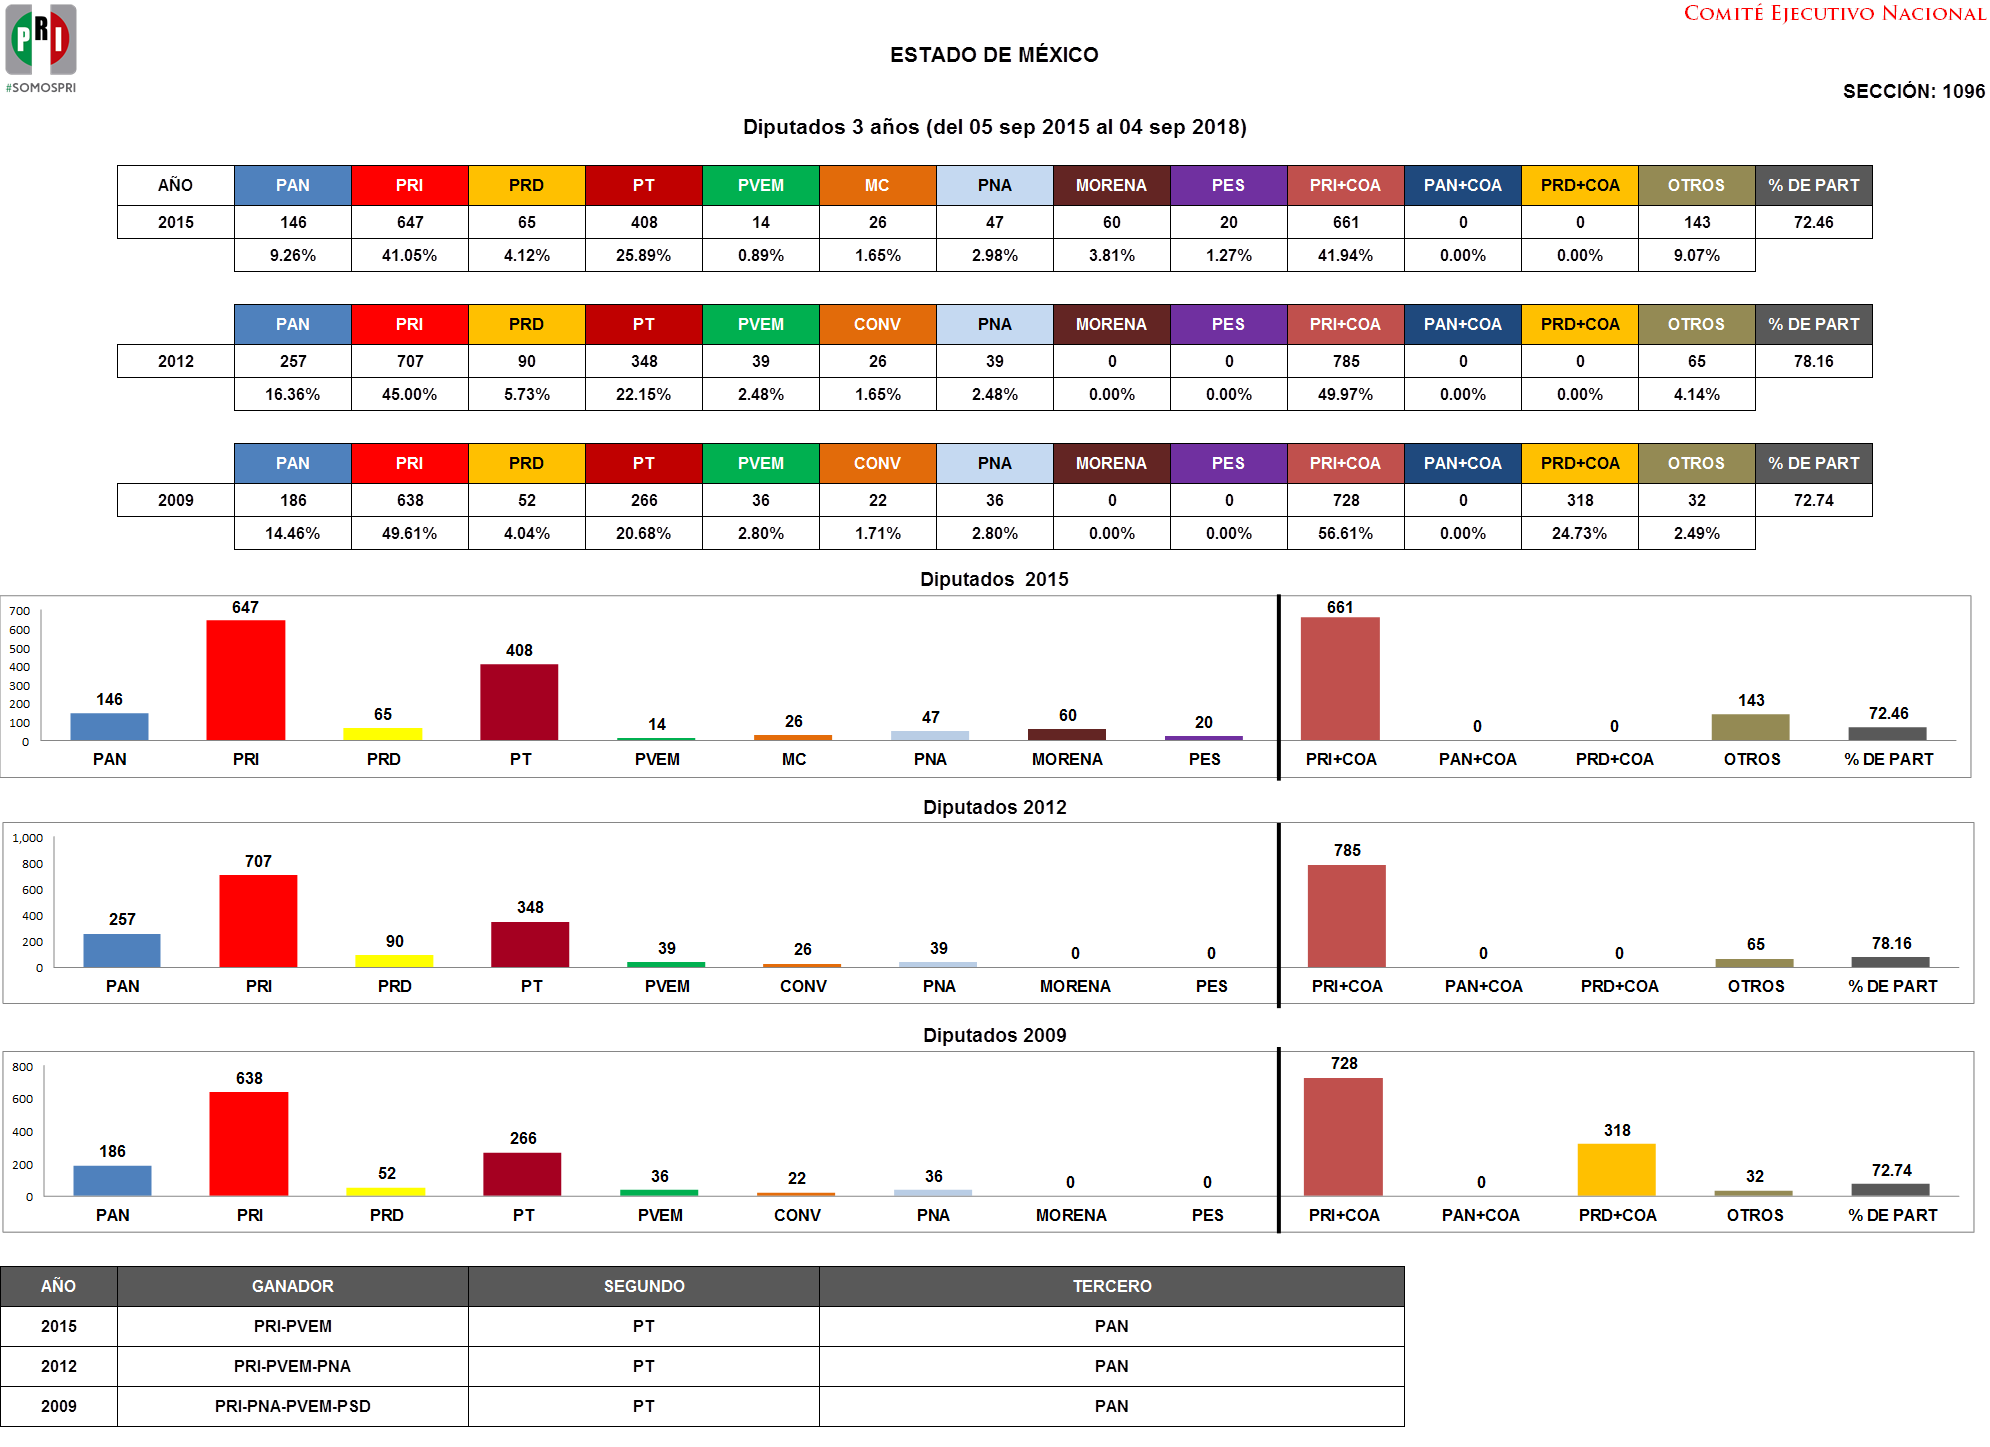 PRI
#SOMOSPRI
COMITÉ EJECUTIVO NACIONAL
ESTADO DE MÉXICO
SECCIÓN: 1096
Diputados 3 años (del 05 sep 2015 al 04 sep 2018)
AÑO PAN PRI PRD PT PVEM MC PNA MORENA PES PRI+COA PAN+COA PRD+COA OTROS % DE PART
2015 146 647 65 408 14 26 47 60 20 661 0 0 143 72.46
9.26% 41.05% 4.12% 25.89% 0.89% 1.65% 2.98% 3.81% 1.27% 41.94% 0.00% 0.00% 9.07%
PAN PRI PRD PT PVEM CONV PNA MORENA PES PRI+COA PAN+COA PRD+COA OTROS % DE PART
2012 257 707 90 348 39 26 39 0 0 785 0 0 65 78.16
16.36% 45.00% 5.73% 22.15% 2.48% 1.65% 2.48% 0.00% 0.00% 49.97% 0.00% 0.00% 4.14%
PAN PRI PRD PT PVEM CONV PNA MORENA PES PRI+COA PAN+COA PRD+COA OTROS % DE PART
2009 186 638 52 266 36 22 36 0 0 728 0 318 32 72.74
14.46% 49.61% 4.04% 20.68% 2.80% 1.71% 2.80% 0.00% 0.00% 56.61% 0.00% 24.73% 2.49%
Diputados 2015
700
600
500
400
300
200
100
0
146 647 65 408 14 26 47 60 20 661 0 0 143 72.46
PAN PRI PRD PT PVEM MC PNA MORENA PES PRI+COA PAN+COA PRD+COA OTROS % DE PART
Diputados 2012
1,000
800
600
400
200
0
257 707 90 348 39 26 39 0 0 785 0 0 65 78.16
PAN PRI PRD PT PVEM CONV PNA MORENA PES PRI+COA PAN+COA PRD+COA OTROS % DE PART
Diputados 2009
800
600
400
200
0
186 638 52 266 36 22 36 0 0 728 0 318 32 72.74
PAN PRI PRD PT PVEM CONV PNA MORENA PES PRI+COA PAN+COA PRD+COA OTROS % DE PART
AÑO GANADOR SEGUNDO TERCERO
2015 PRI-PVEM PT PAN
2012 PRI-PVEM-PNA PT PAN
2009 PRI-PNA-PVEM-PSD PT PAN